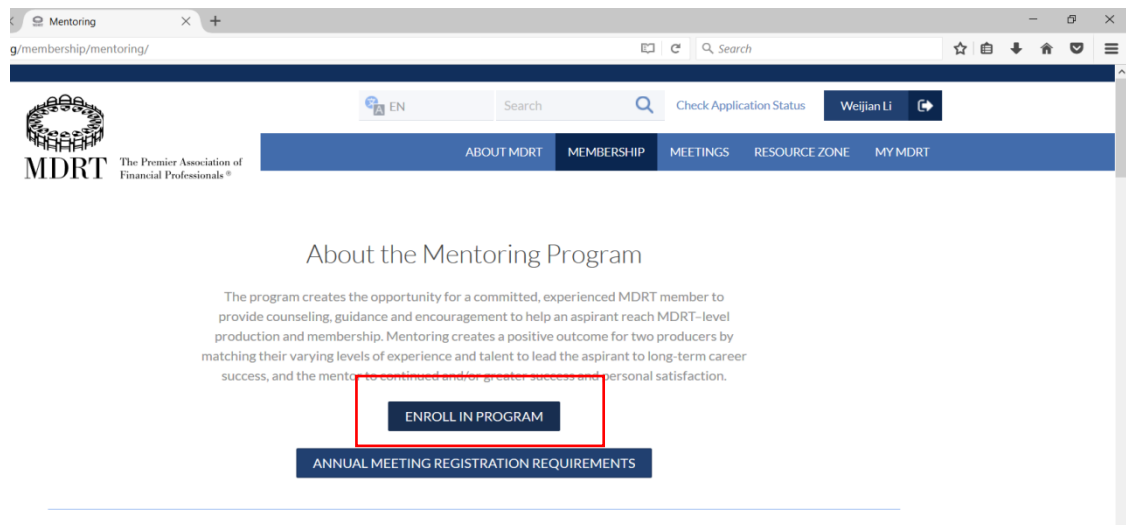 Mentoring
g/membership/mentoring/
Search
EN
Search
Check Application Status
Weijian Li
MDRT
The Premier Association of
Financial Professionals ®
ABOUT MDRT
MEMBERSHIP
MEETINGS
RESOURCE ZONE
MY MDRT
About the Mentoring Program
The program creates the opportunity for a committed, experienced MDRT member to
provide counseling, guidance and encouragement to help an aspirant reach MDRT–level
production and membership. Mentoring creates a positive outcome for two producers by
matching their varying levels of experience and talent to lead the aspirant to long-term career
success, and the mentor to continued and/or greater success and personal satisfaction.
ENROLL IN PROGRAM
ANNUAL MEETING REGISTRATION REQUIREMENTS